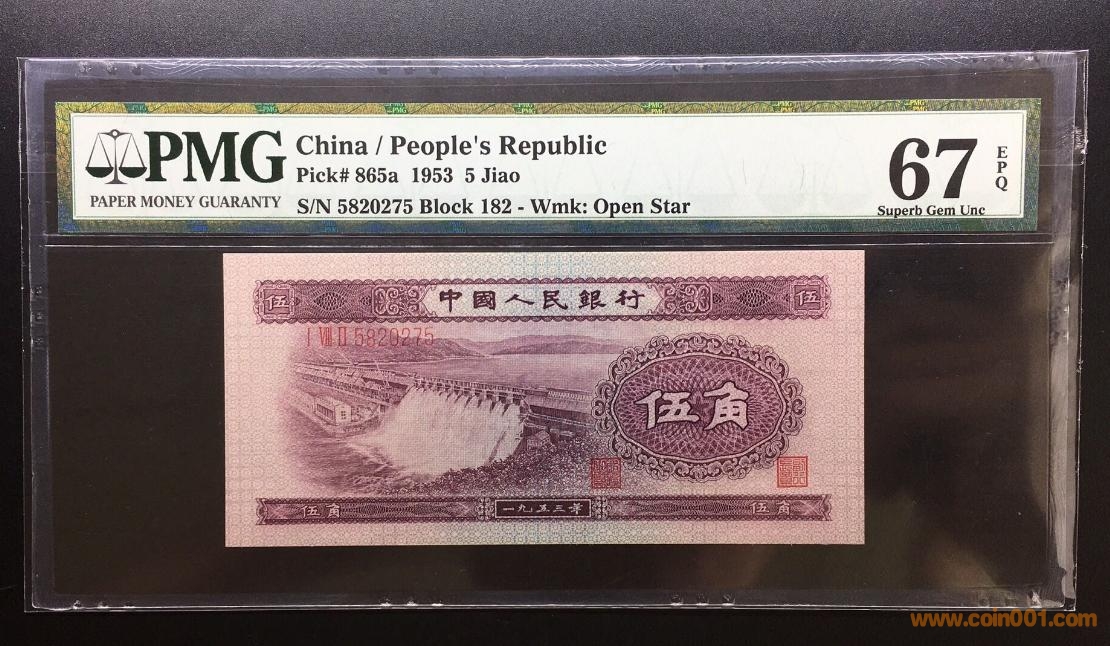 PMG
PAPER MONEY GUARANTY
China / People's Republic
Pick# 865a 1953 5 Jiao
S/N 5820275 Block 182 - Wmk: Open Star
67
EPQ
Superb Gem Unc
伍 中國人民銀行 伍
I VIII II 5820275
伍角
伍角 一九五三年 伍角
www.coin001.com